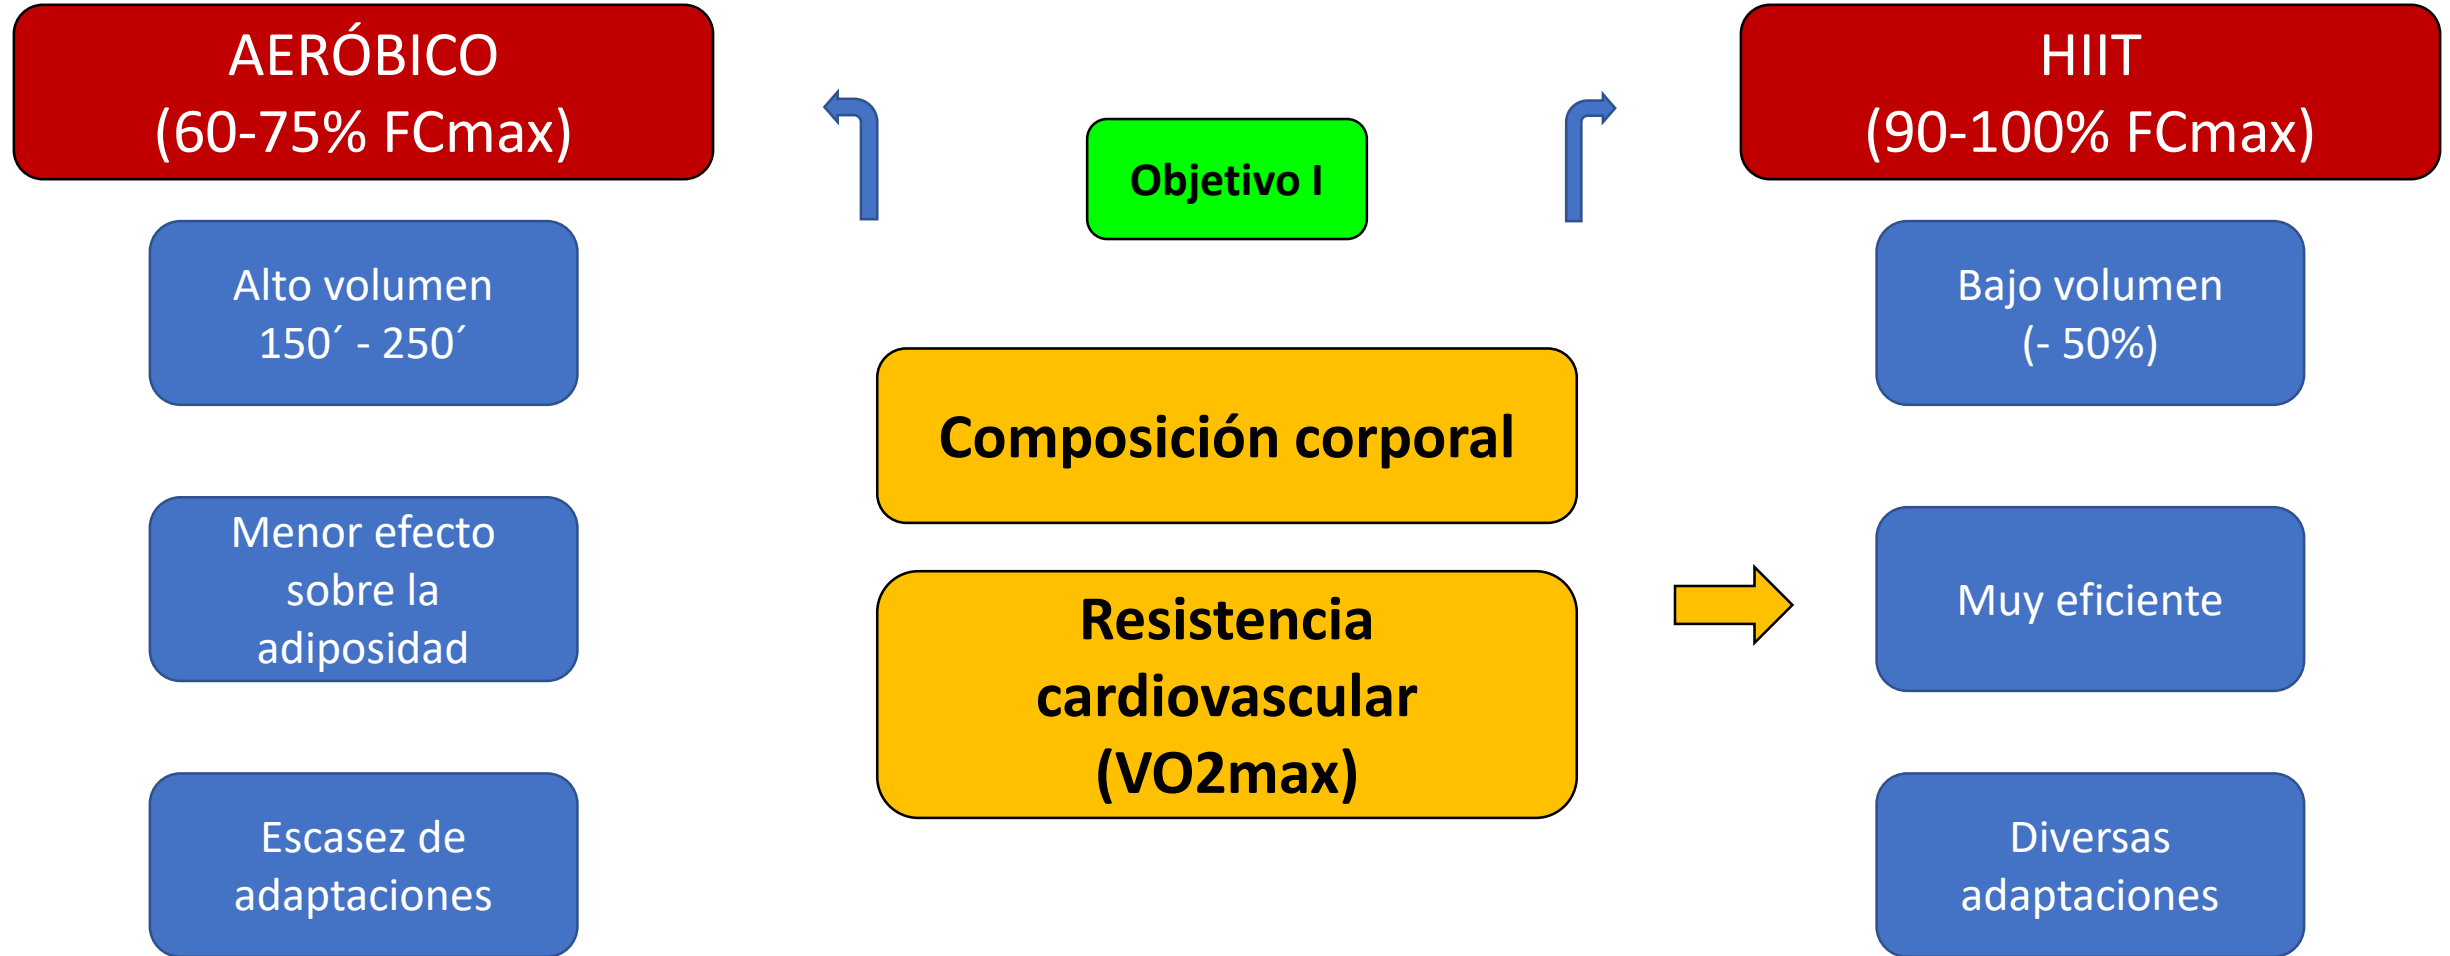 AERÓBICO
(60-75% FCmax)
Alto volumen
150´ - 250´
Menor efecto
sobre la
adiposidad
Escasez de
adaptaciones
Objetivo I
Composición corporal
Resistencia
cardiovascular
(VO2max)
HIIT
(90-100% FCmax)
Bajo volumen
(- 50%)
Muy eficiente
Diversas
adaptaciones